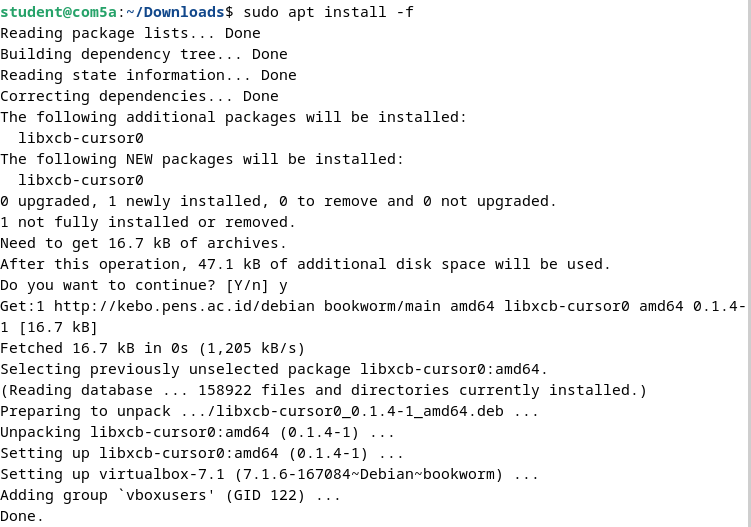 student@com5a:~/Downloads$ sudo apt install -f
Reading package lists... Done
Building dependency tree... Done
Reading state information... Done
Correcting dependencies... Done
The following additional packages will be installed:
  libxcb-cursor0
The following NEW packages will be installed:
  libxcb-cursor0
0 upgraded, 1 newly installed, 0 to remove and 0 not upgraded.
1 not fully installed or removed.
Need to get 16.7 kB of archives.
After this operation, 47.1 kB of additional disk space will be used.
Do you want to continue? [Y/n] y
Get:1 http://kebo.pens.ac.id/debian bookworm/main amd64 libxcb-cursor0 amd64 0.1.4-
1 [16.7 kB]
Fetched 16.7 kB in 0s (1,205 kB/s)
Selecting previously unselected package libxcb-cursor0:amd64.
(Reading database ... 158922 files and directories currently installed.)
Preparing to unpack .../libxcb-cursor0_0.1.4-1_amd64.deb ...
Unpacking libxcb-cursor0:amd64 (0.1.4-1) ...
Setting up libxcb-cursor0:amd64 (0.1.4-1) ...
Setting up virtualbox-7.1 (7.1.6-167084~Debian~bookworm) ...
Adding group `vboxusers' (GID 122) ...
Done.